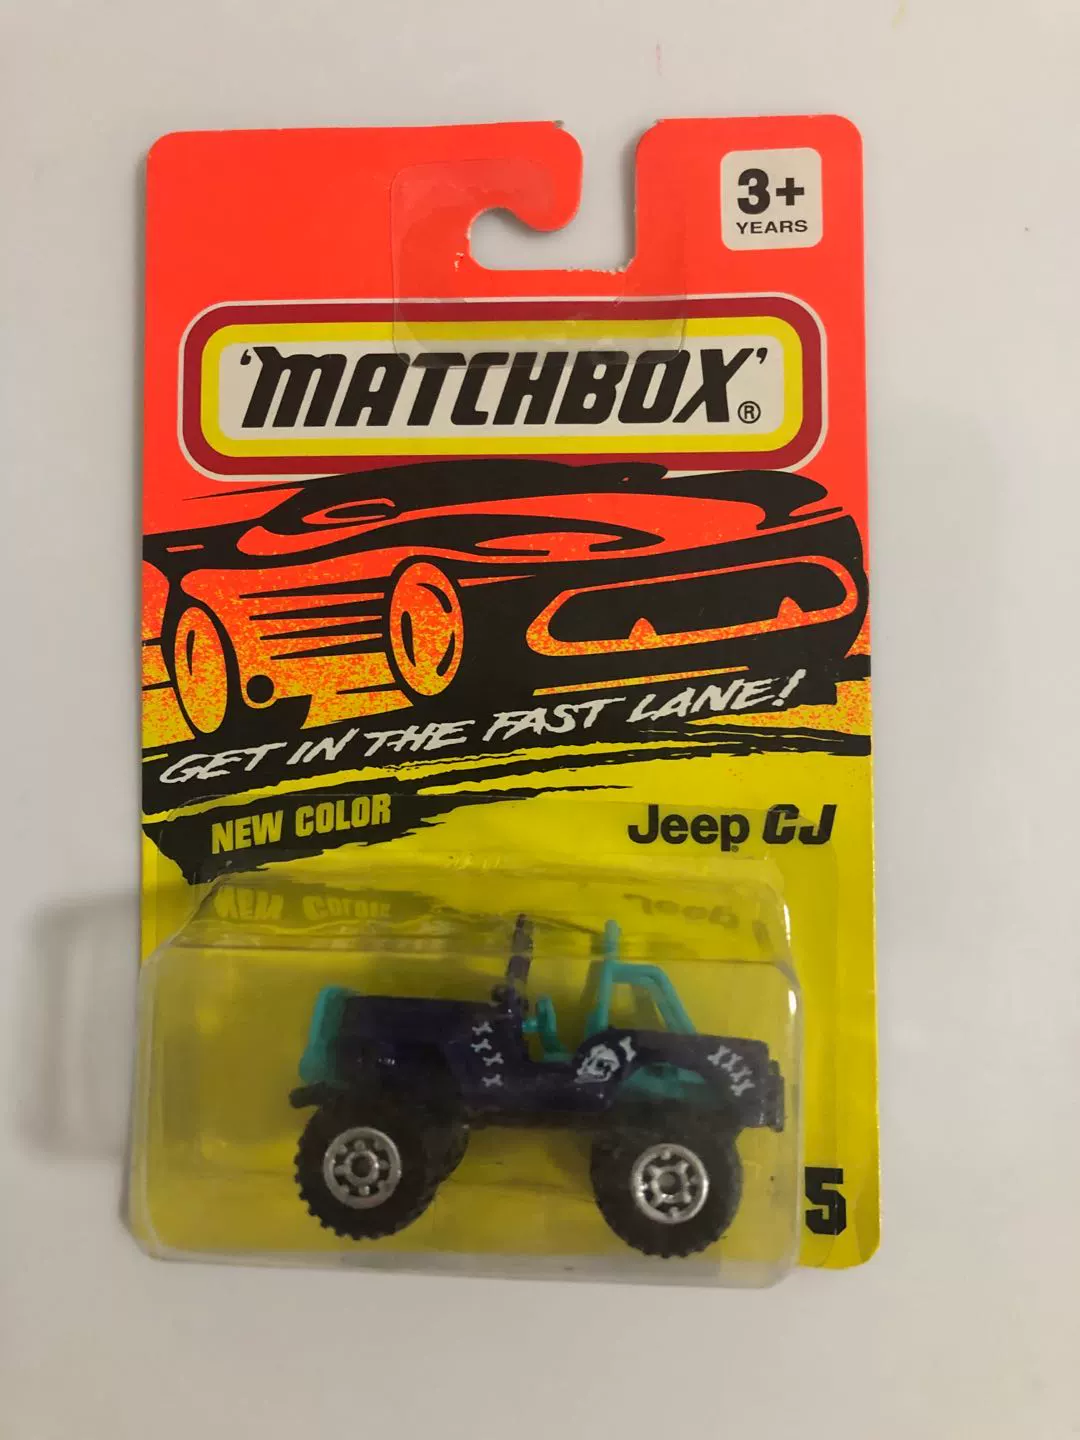 3+
YEARS
'MATCHBOX'®
GET IN THE FAST LANE!
NEW COLOR
Jeep® CJ
5